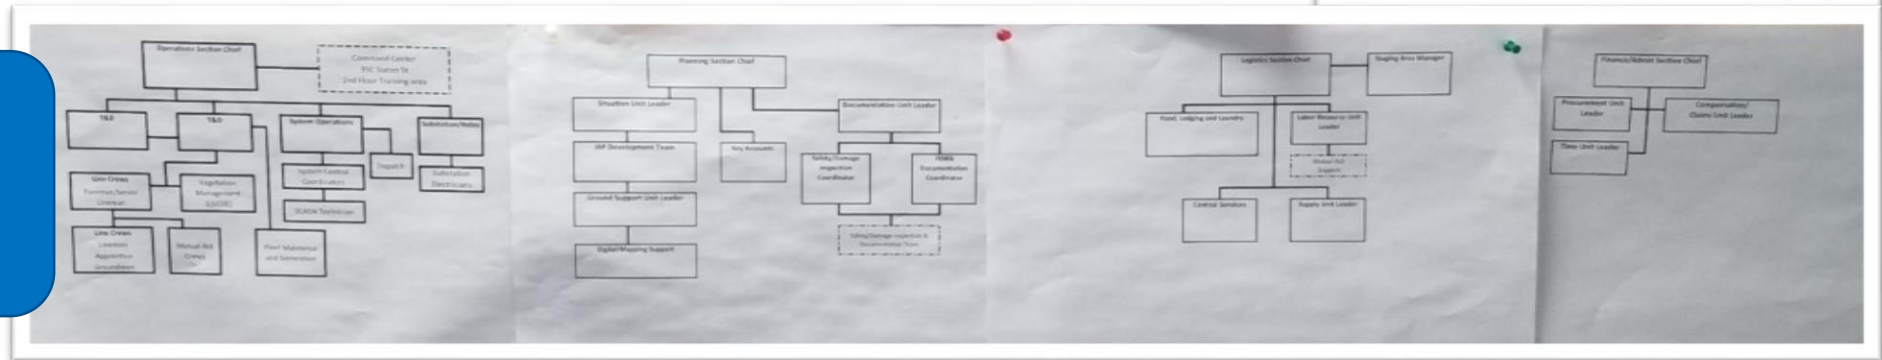 Operations Section Chief
Command Center
2nd Floor Training area
T&D
T&D
System Operations
Substation/Relay
Dispatch
System Control
Coordinators
Substation
Electricians
SCADA Technician
Line Crews
Foreman/Senior
Lineman
Vegetation
Management
Line Crews
Lineman
Apprentice
Groundmen
Mutual Aid
Crews
Fleet Maintenance
and Generation
Planning Section Chief
Situation Unit Leader
IAP Development Team
Ground Support Unit Leader
Digital Mapping Support
Key Accounts
Documentation Unit Leader
Safety/Damage
Inspection
Coordinator
FEMA
Documentation
Coordinator
Safety/Damage Inspection &
Documentation Team
Logistics Section Chief
Staging Area Manager
Food, Lodging and Laundry
Labor Resource Unit
Leader
Mutual Aid
Support
Central Services
Supply Unit Leader
Finance/Admin Section Chief
Procurement Unit
Leader
Compensation/
Claims Unit Leader
Time Unit Leader